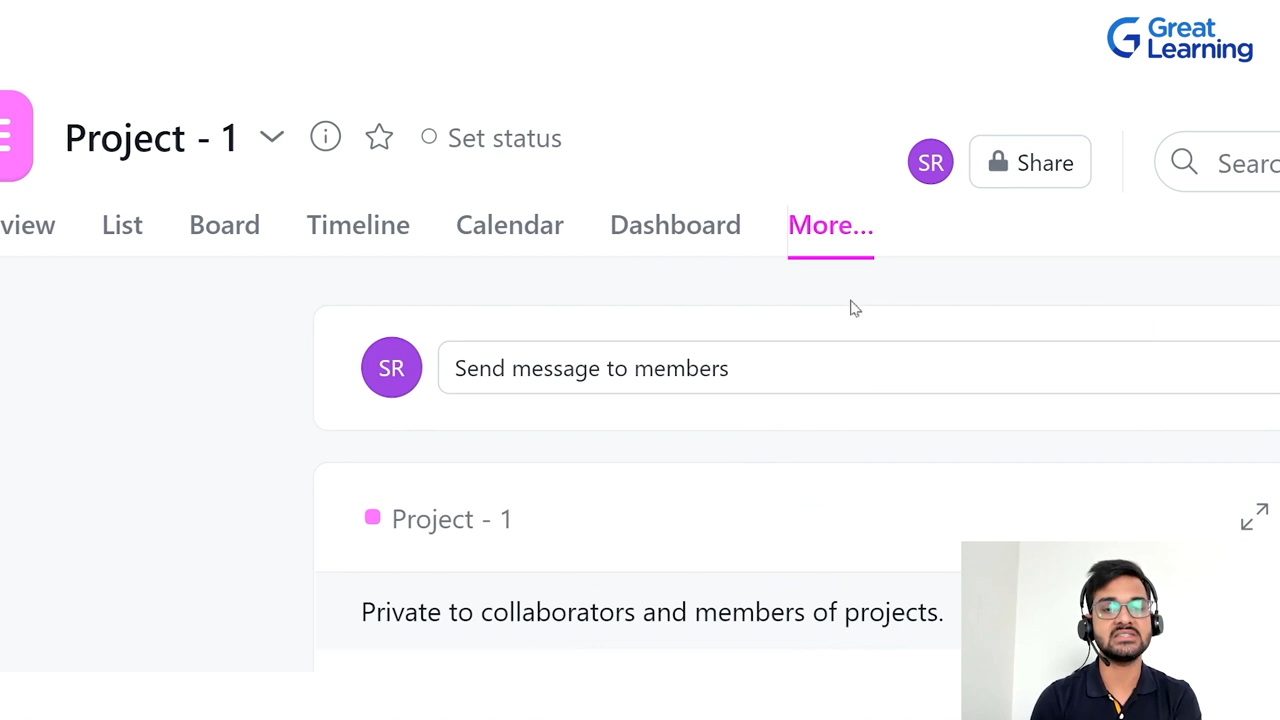 Great
Learning
Project - 1
Set status
SR
Share
Searc
view
List
Board
Timeline
Calendar
Dashboard
More...
SR
Send message to members
Project - 1
Private to collaborators and members of projects.